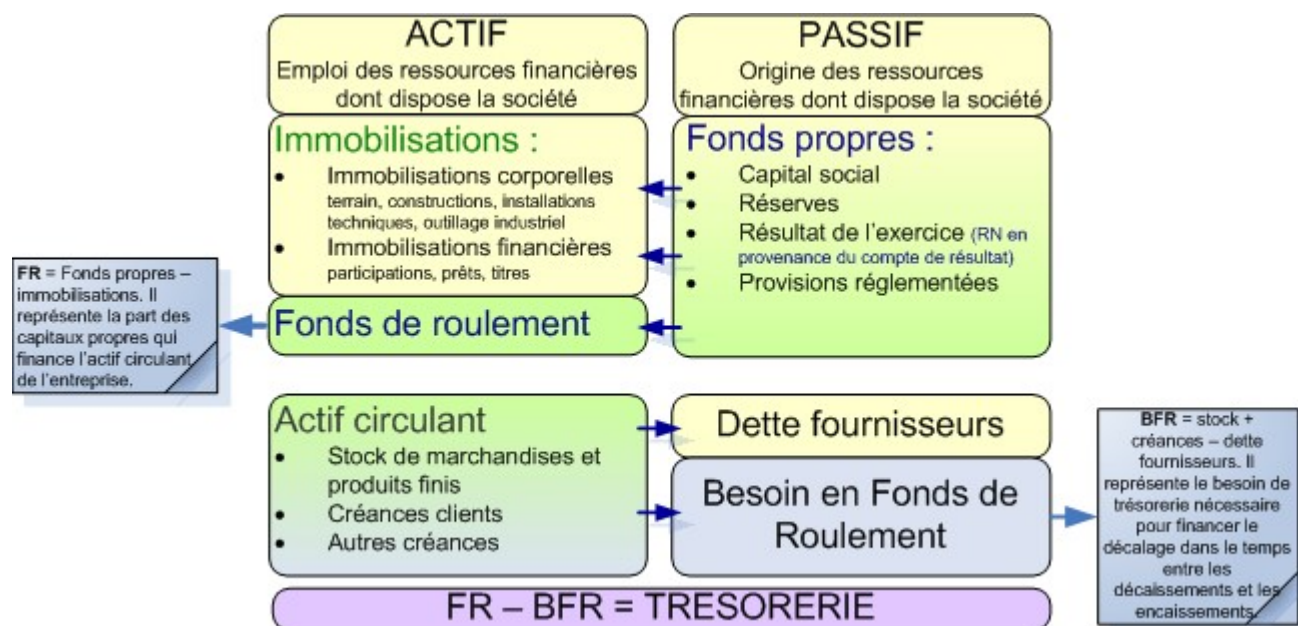 ACTIF
Emploi des ressources financières
dont dispose la société
PASSIF
Origine des ressources
financières dont dispose la société
Immobilisations :
• Immobilisations corporelles
terrain, constructions, installations
techniques, outillage industriel
• Immobilisations financières
participations, prêts, titres
Fonds propres :
• Capital social
• Réserves
• Résultat de l'exercice (RN en
provenance du compte de résultat)
• Provisions réglementées
FR = Fonds propres –
immobilisations. Il
représente la part des
capitaux propres qui
finance l'actif circulant
de l'entreprise.
Fonds de roulement
Actif circulant
• Stock de marchandises et
produits finis
• Créances clients
• Autres créances
Dette fournisseurs
Besoin en Fonds de
Roulement
BFR = stock +
créances – dette
fournisseurs. Il
représente le besoin de
trésorerie nécessaire
pour financer le
décalage dans le temps
entre les
décaissements et les
encaissements.
FR – BFR = TRESORERIE